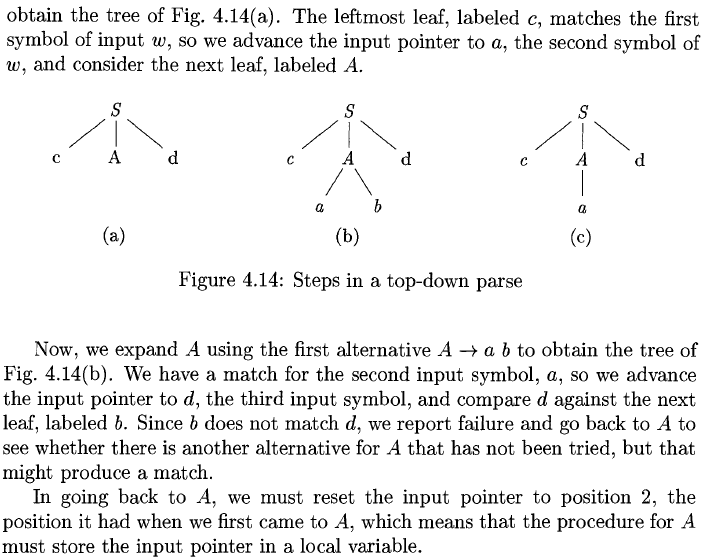 obtain the tree of Fig. 4.14(a). The leftmost leaf, labeled c, matches the first
symbol of input w, so we advance the input pointer to a, the second symbol of
w, and consider the next leaf, labeled A.
S S S
c A d c A d c A d
a b a
(a) (b) (c)
Figure 4.14: Steps in a top-down parse
Now, we expand A using the first alternative A → a b to obtain the tree of
Fig. 4.14(b). We have a match for the second input symbol, a, so we advance
the input pointer to d, the third input symbol, and compare d against the next
leaf, labeled b. Since b does not match d, we report failure and go back to A to
see whether there is another alternative for A that has not been tried, but that
might produce a match.
In going back to A, we must reset the input pointer to position 2, the
position it had when we first came to A, which means that the procedure for A
must store the input pointer in a local variable.